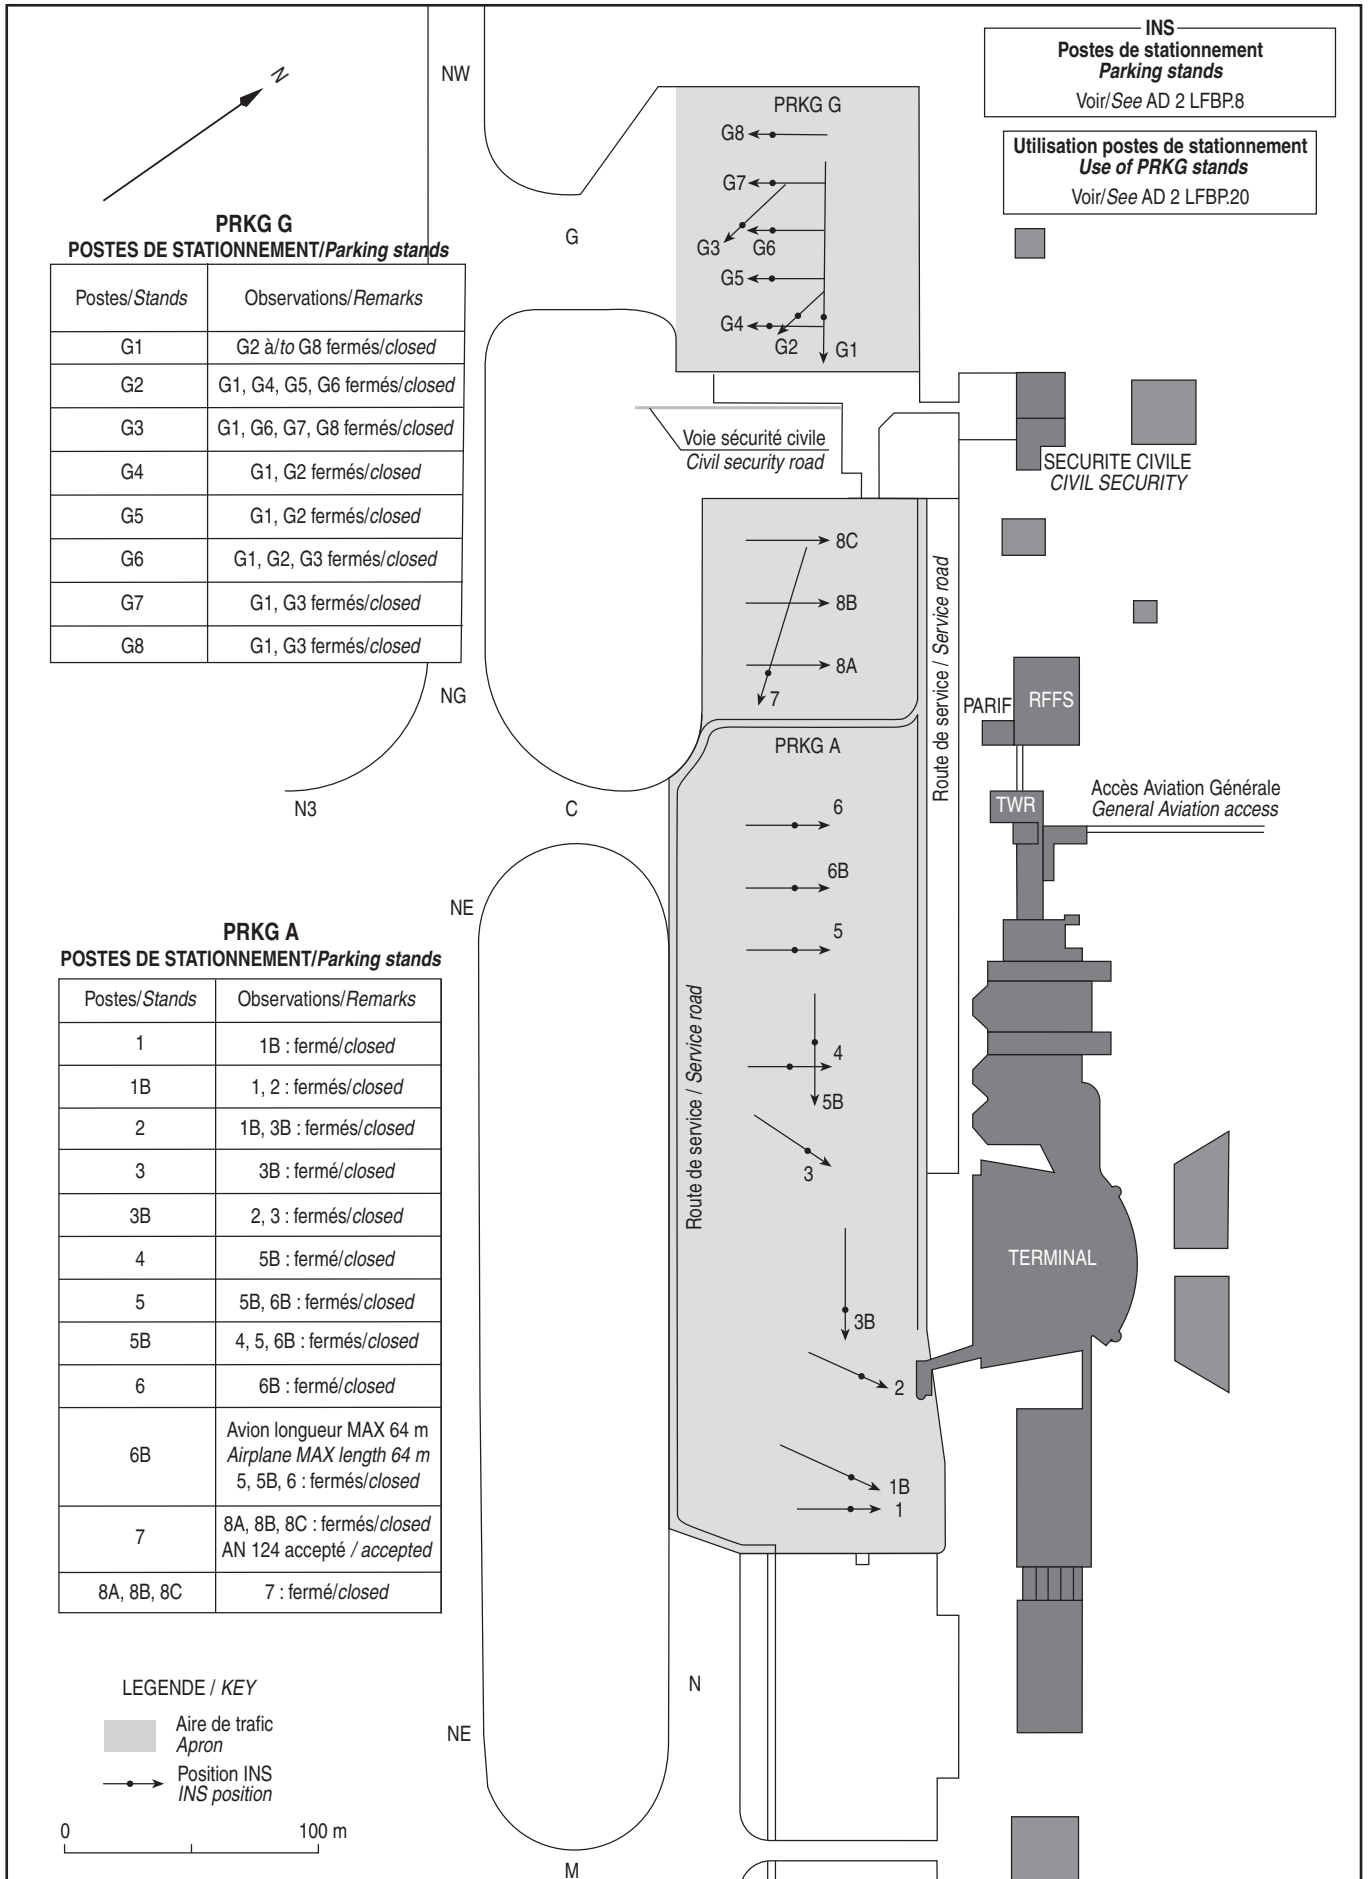 INS
Postes de stationnement
Parking stands
Voir/See AD 2 LFBP.8
Utilisation postes de stationnement
Use of PRKG stands
Voir/See AD 2 LFBP.20
N
NW
PRKG G
G8
G7
G3 G6
G5
G4
G2
G1
G
PRKG G
POSTES DE STATIONNEMENT/Parking stands
Postes/Stands Observations/Remarks
G1 G2 à/to G8 fermés/closed
G2 G1, G4, G5, G6 fermés/closed
G3 G1, G6, G7, G8 fermés/closed
G4 G1, G2 fermés/closed
G5 G1, G2 fermés/closed
G6 G1, G2, G3 fermés/closed
G7 G1, G3 fermés/closed
G8 G1, G3 fermés/closed
Voie sécurité civile
Civil security road
SECURITE CIVILE
CIVIL SECURITY
8C
8B
8A
7
Route de service / Service road
NG
PARIF
RFFS
PRKG A
N3
C
TWR
Accès Aviation Générale
General Aviation access
6
6B
5
4
5B
3
3B
2
1B
1
NE
Route de service / Service road
TERMINAL
PRKG A
POSTES DE STATIONNEMENT/Parking stands
Postes/Stands Observations/Remarks
1 1B : fermé/closed
1B 1, 2 : fermés/closed
2 1B, 3B : fermés/closed
3 3B : fermé/closed
3B 2, 3 : fermés/closed
4 5B : fermé/closed
5 5B, 6B : fermés/closed
5B 4, 5, 6B : fermés/closed
6 6B : fermé/closed
6B Avion longueur MAX 64 m
Airplane MAX length 64 m
5, 5B, 6 : fermés/closed
7 8A, 8B, 8C : fermés/closed
AN 124 accepté / accepted
8A, 8B, 8C 7 : fermé/closed
N
NE
M
LEGENDE / KEY
Aire de trafic
Apron
Position INS
INS position
0 100 m